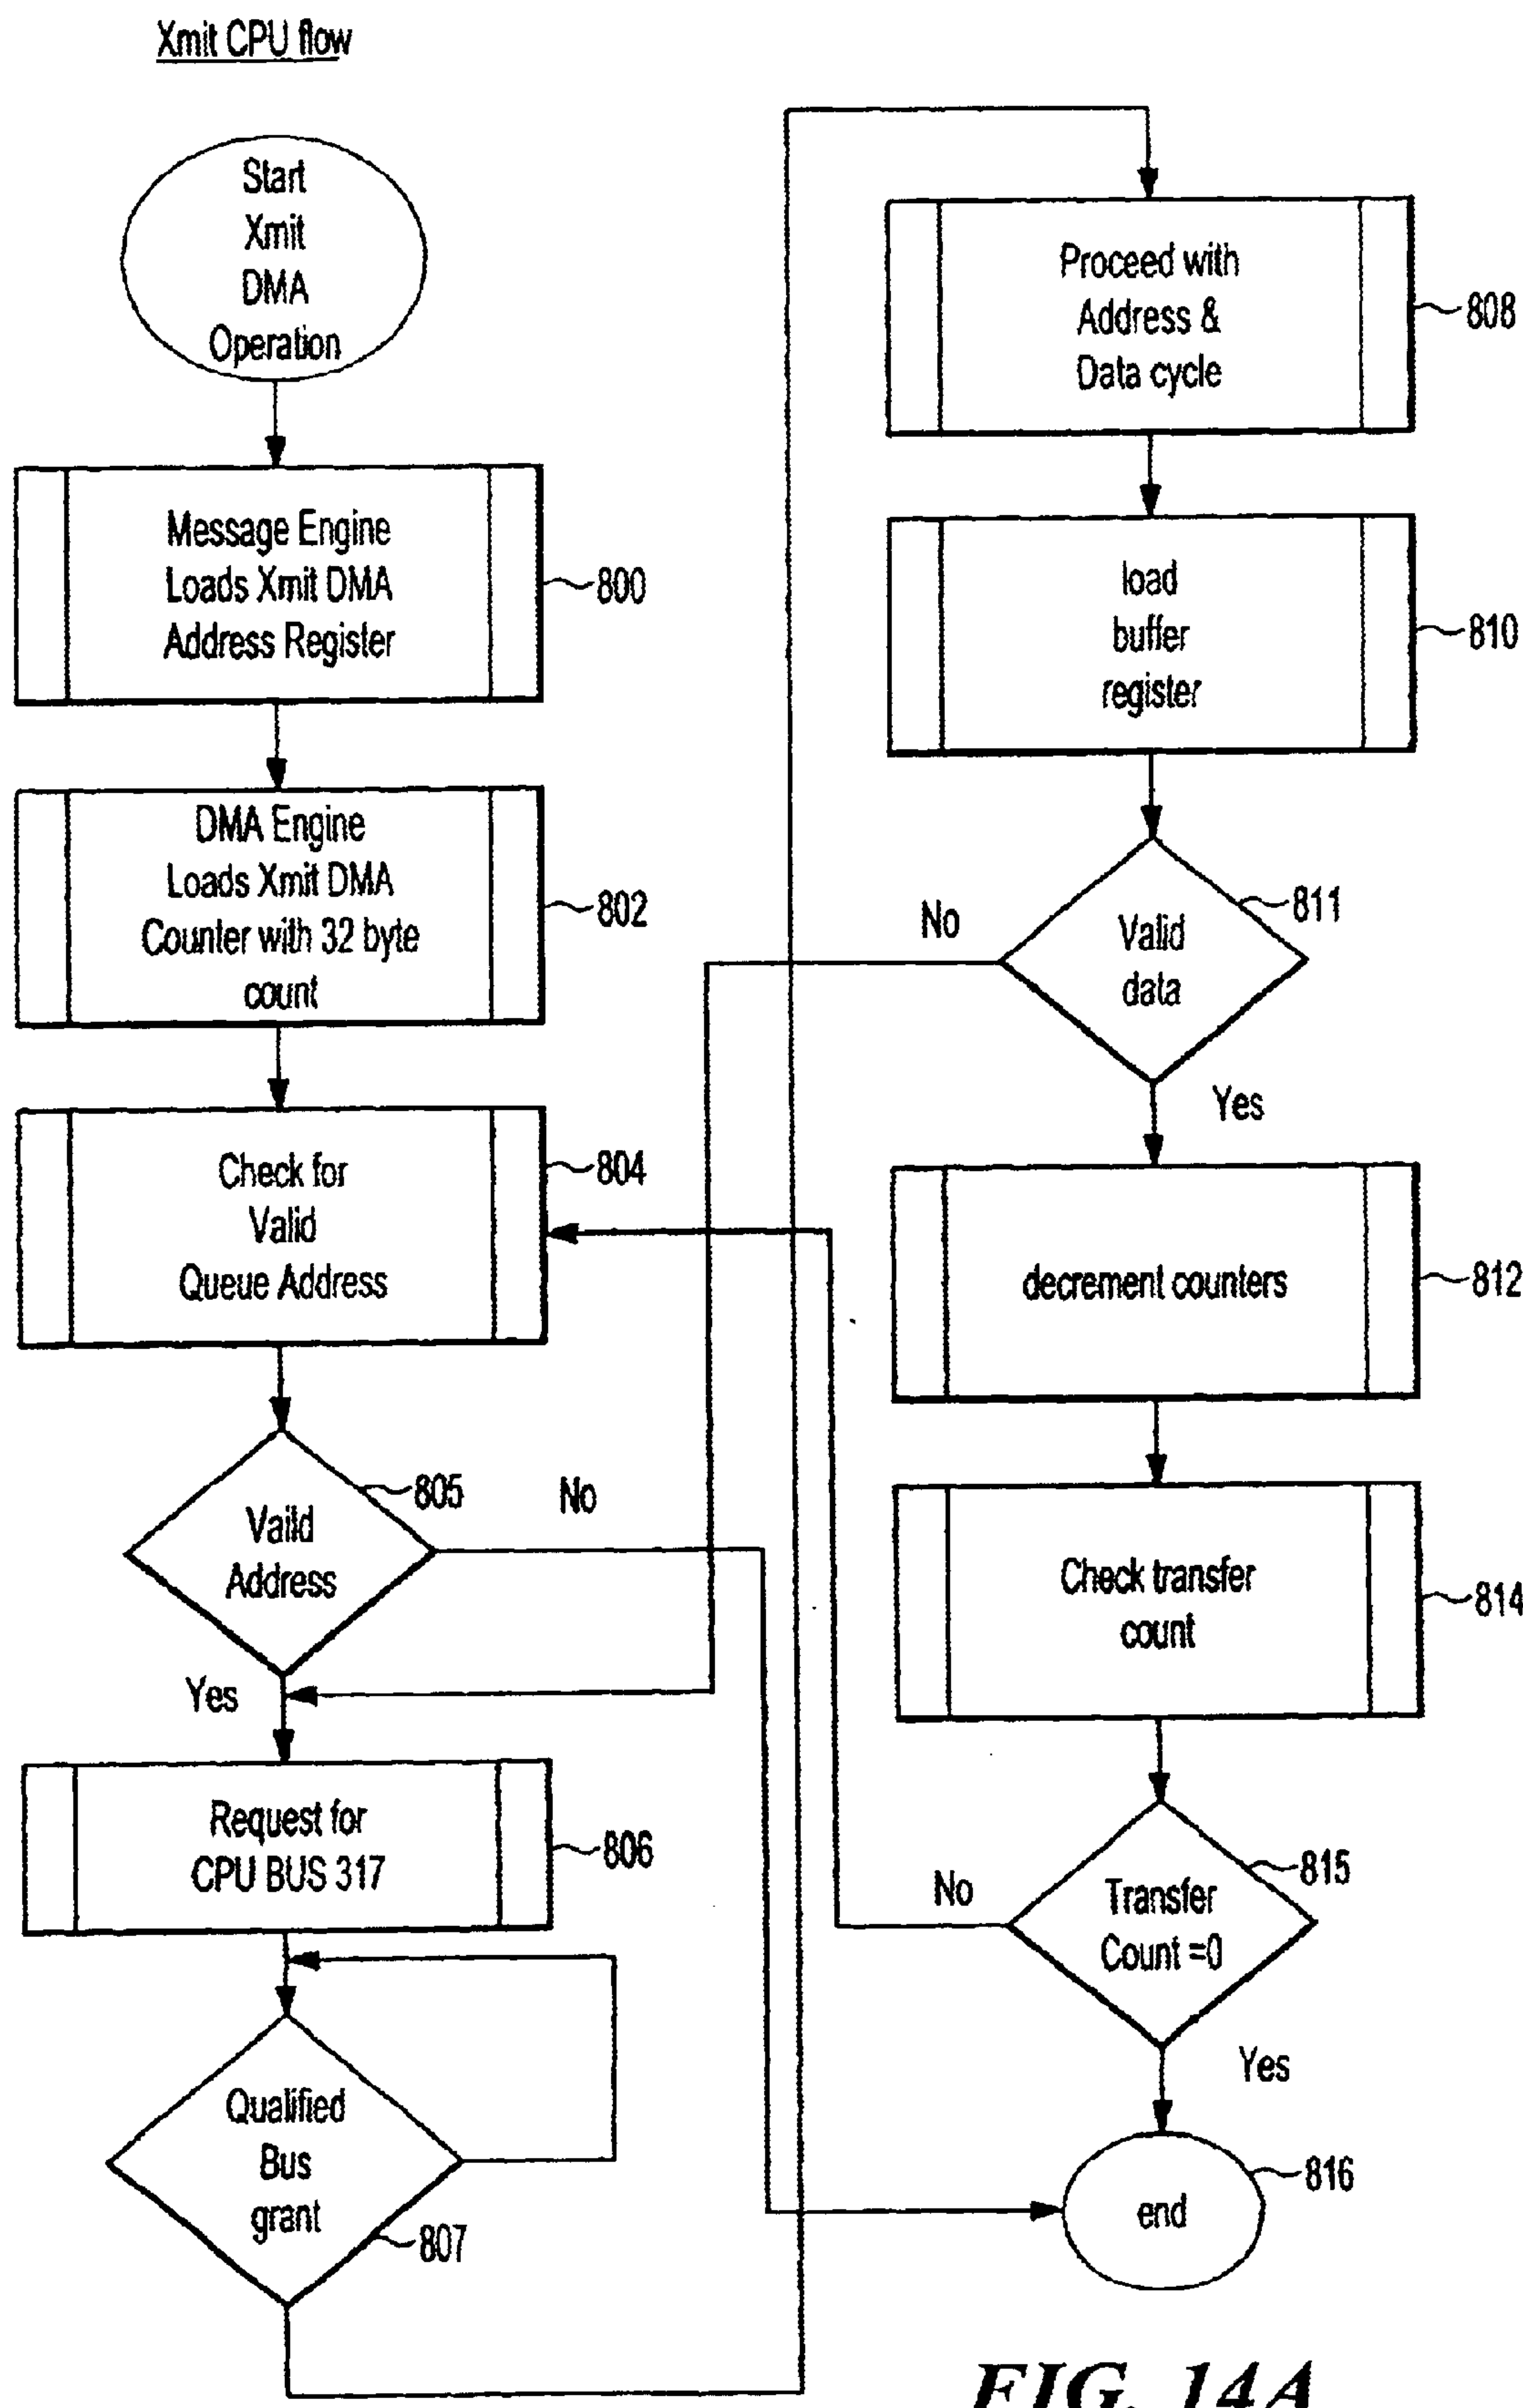 Xmit CPU flow
Start
Xmit
DMA
Operation
Message Engine
Loads Xmit DMA
Address Register
800
DMA Engine
Loads Xmit DMA
Counter with 32 byte
count
802
Check for
Valid
Queue Address
804
Vaild
Address
805
No
Yes
Request for
CPU BUS 317
806
Qualified
Bus
grant
807
Proceed with
Address &
Data cycle
808
load
buffer
register
810
Valid
data
811
No
Yes
decrement counters
812
Check transfer
count
814
Transfer
Count =0
815
No
Yes
end
816
FIG. 14A